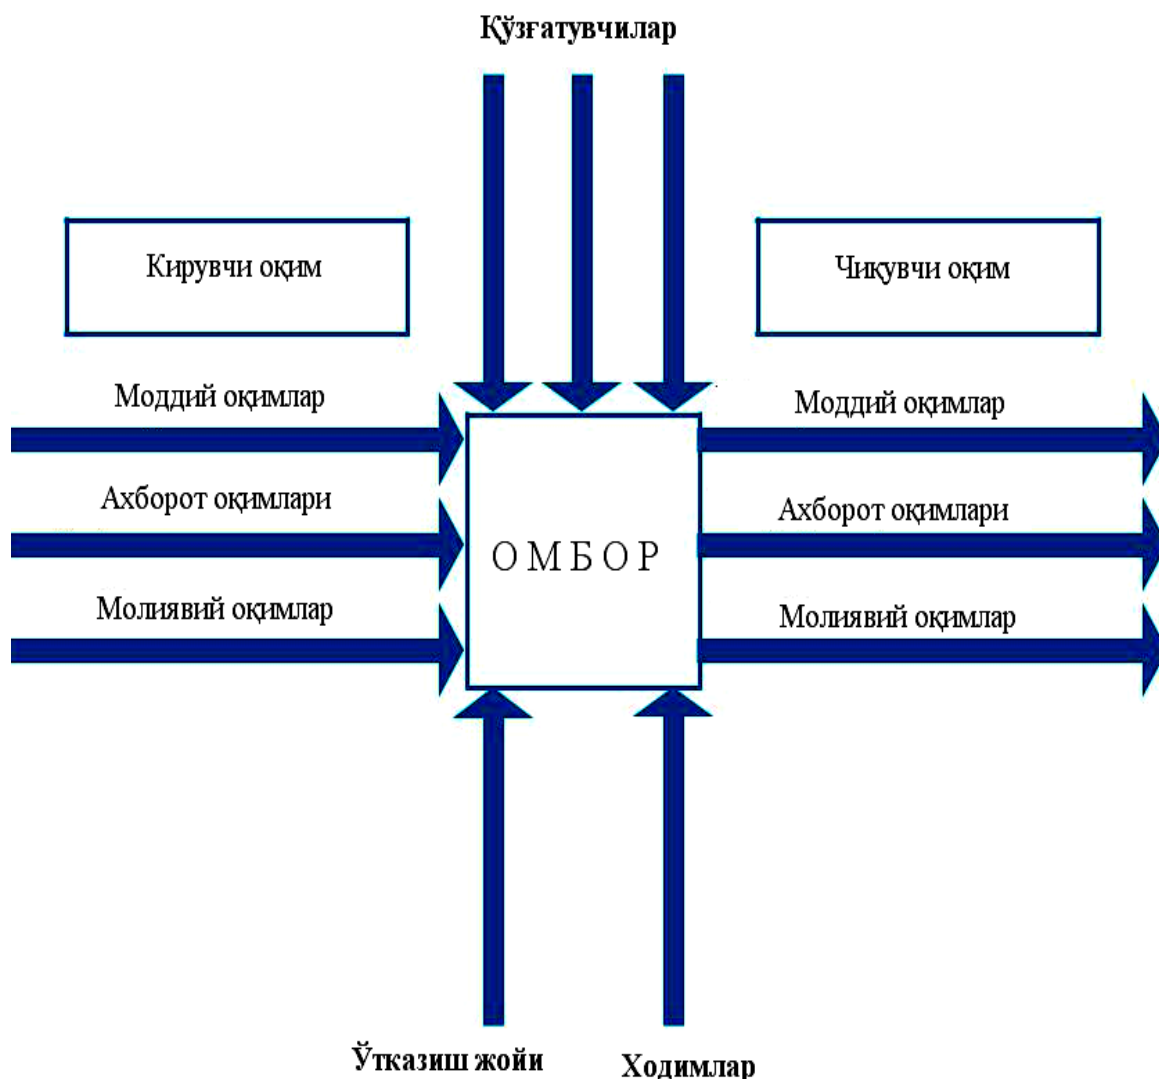 Қўзғатувчилар
Кирувчи оқим
Чиқувчи оқим
Моддий оқимлар
Моддий оқимлар
Ахборот оқимлари
Ахборот оқимлари
ОМБОР
Молиявий оқимлар
Молиявий оқимлар
Ўтказиш жойи
Ходимлар